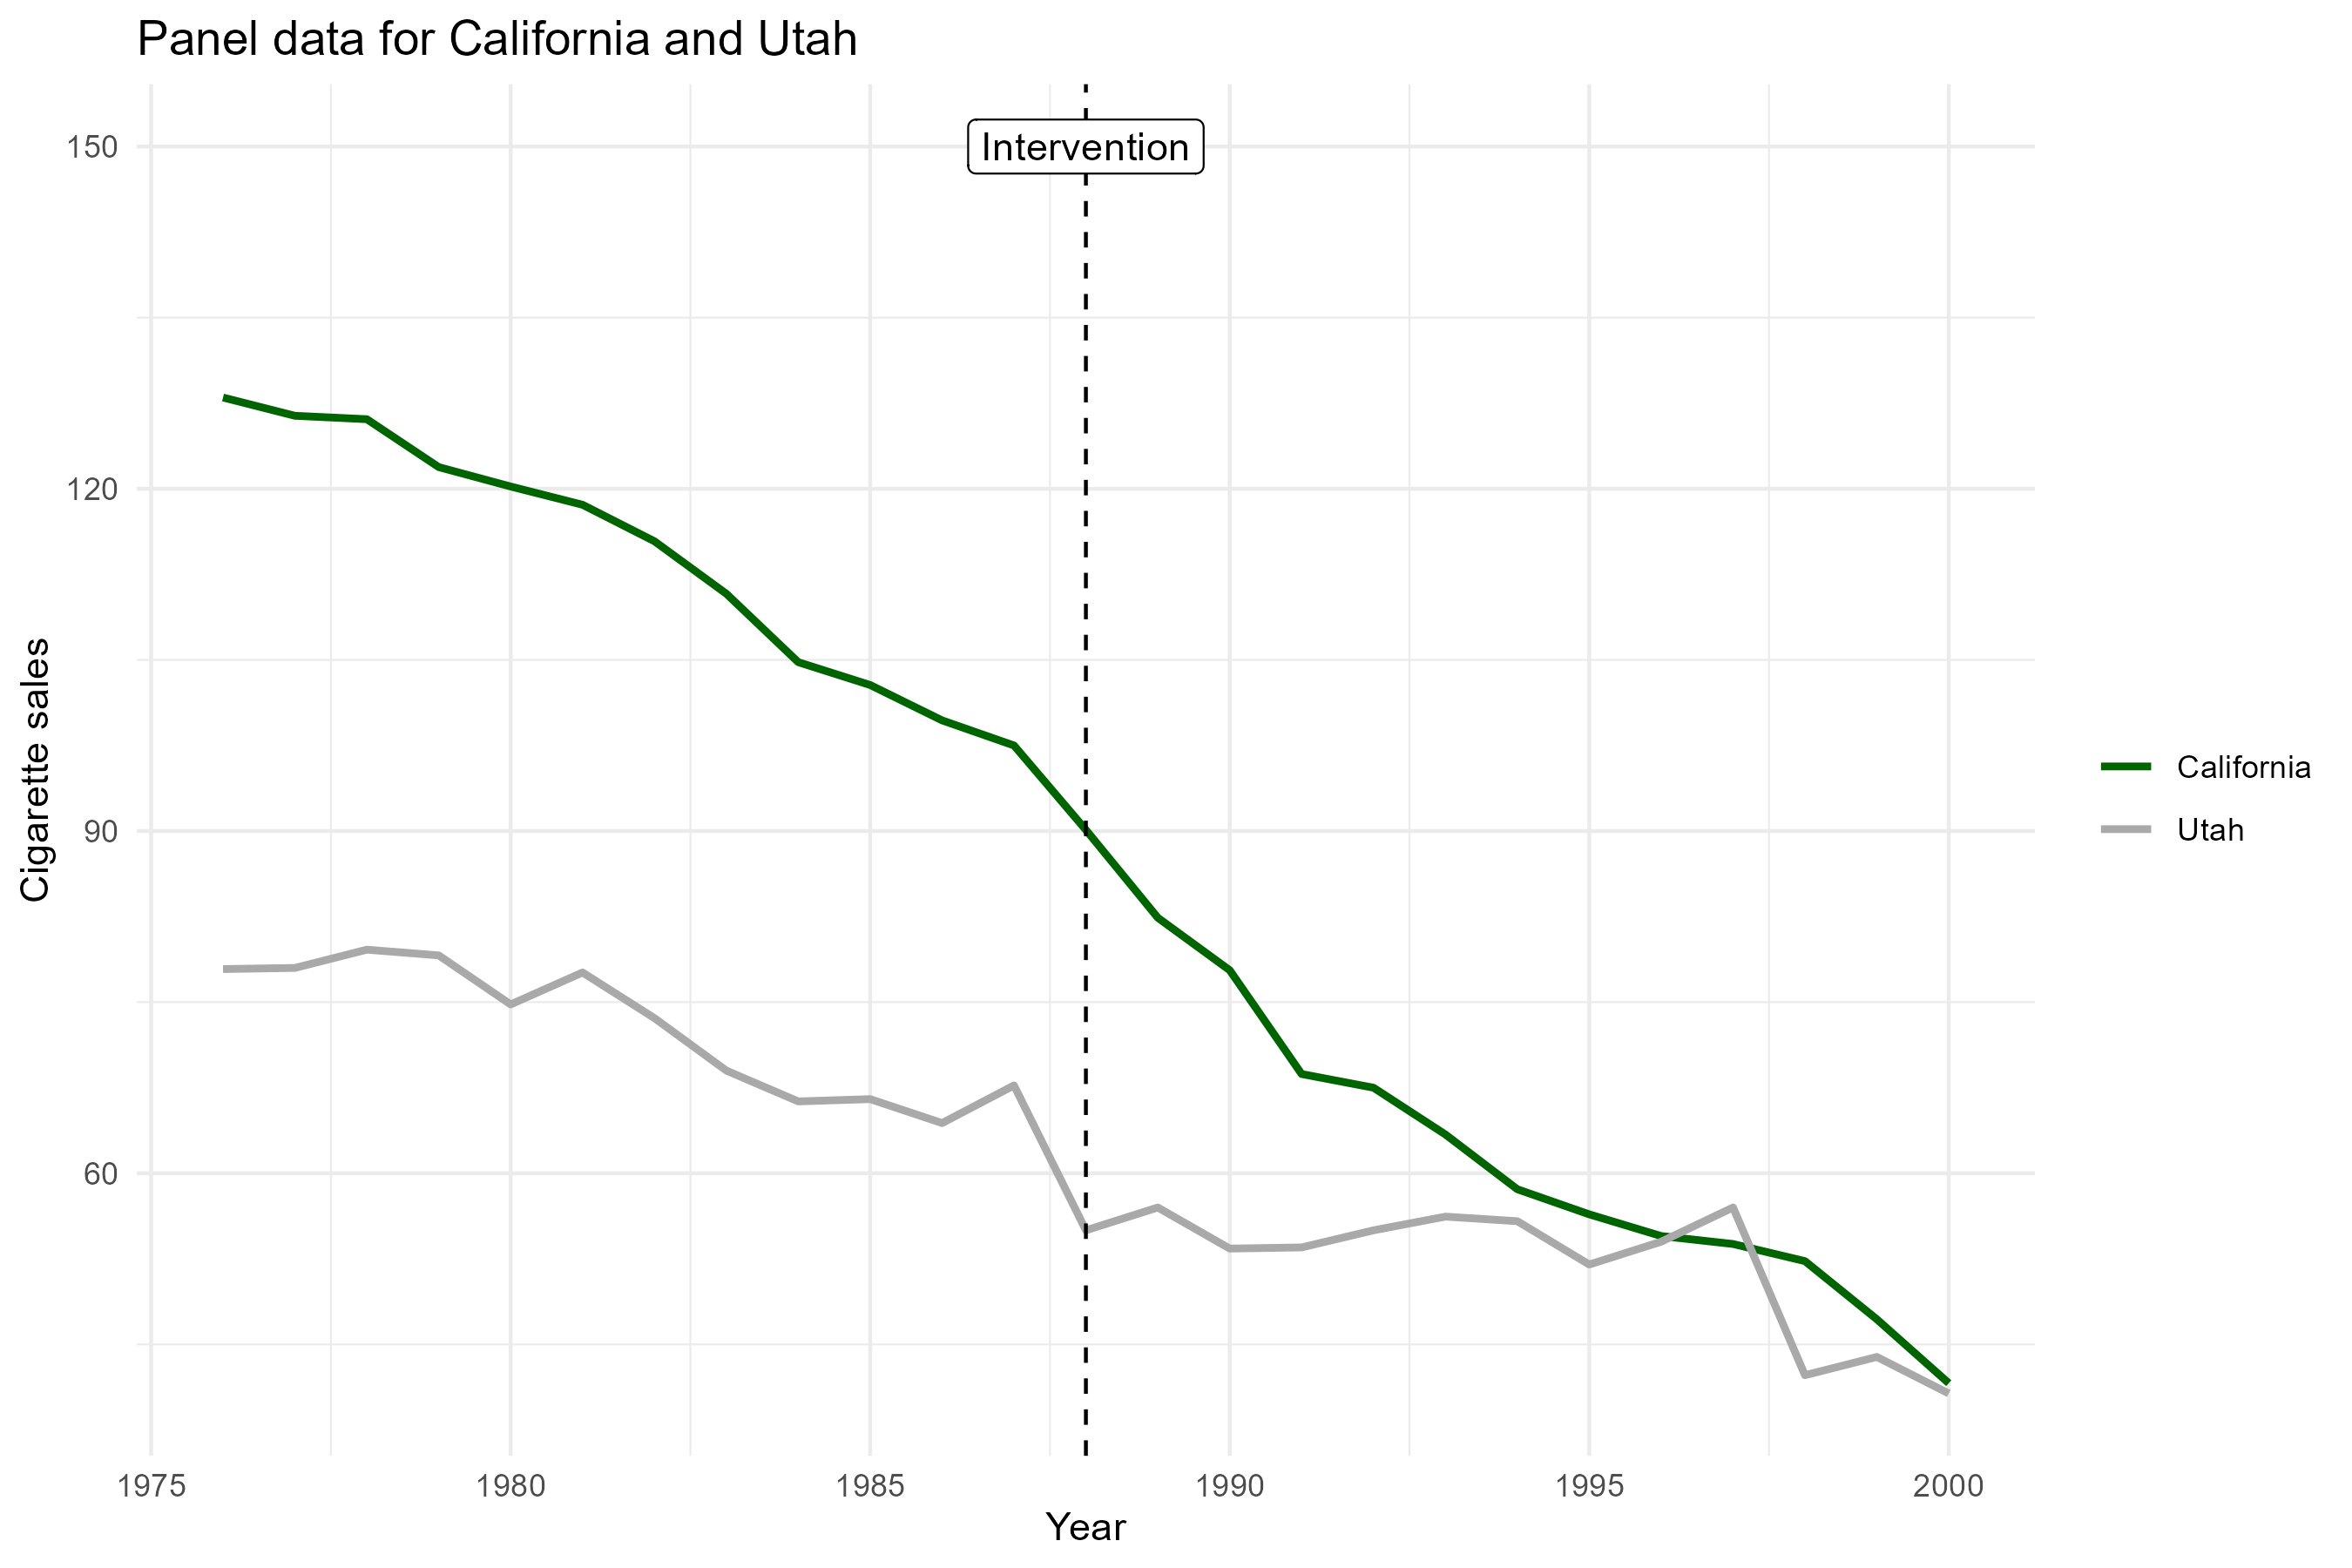 Panel data for California and Utah
Intervention
150
120
90
60
Cigarette sales
California
Utah
1975 1980 1985 1990 1995 2000
Year